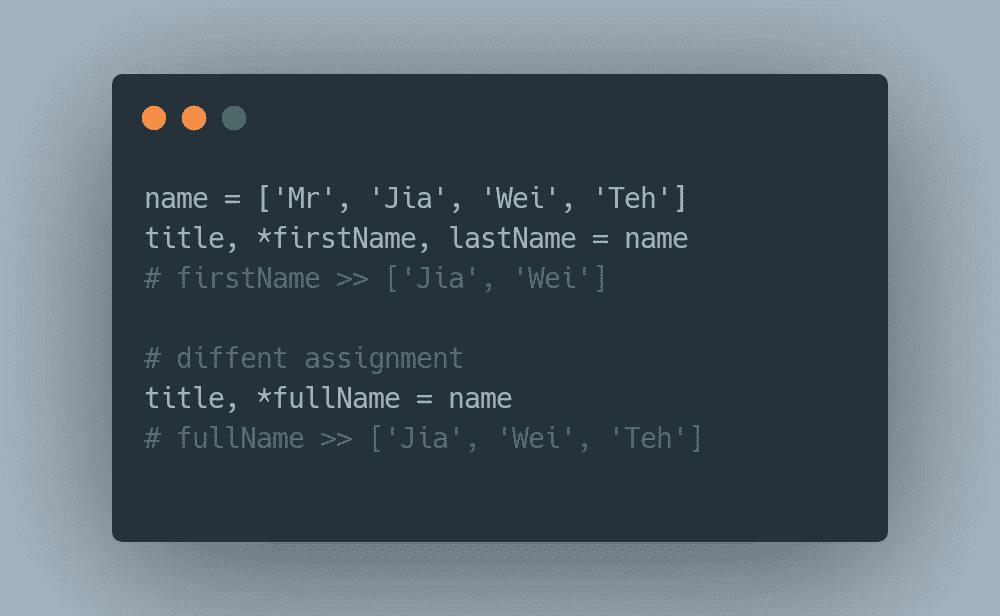 name = ['Mr', 'Jia', 'Wei', 'Teh']
title, *firstName, lastName = name
# firstName >> ['Jia', 'Wei']
# diffent assignment
title, *fullName = name
# fullName >> ['Jia', 'Wei', 'Teh']